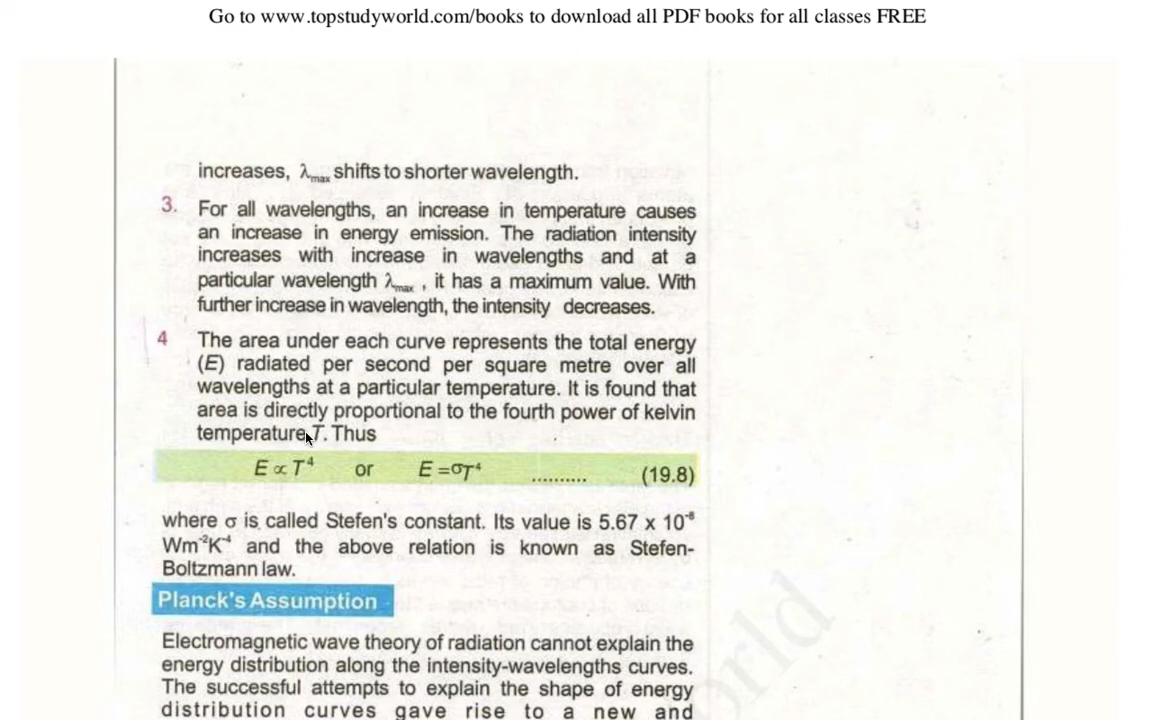 Go to www.topstudyworld.com/books to download all PDF books for all classes FREE
increases, λmax shifts to shorter wavelength.
3. For all wavelengths, an increase in temperature causes
an increase in energy emission. The radiation intensity
increases with increase in wavelengths and at a
particular wavelength λmax , it has a maximum value. With
further increase in wavelength, the intensity decreases.
4 The area under each curve represents the total energy
(E) radiated per second per square metre over all
wavelengths at a particular temperature. It is found that
area is directly proportional to the fourth power of kelvin
temperature T. Thus
E ∝ T⁴ or E =σT⁴ .......... (19.8)
where σ is called Stefen's constant. Its value is 5.67 x 10⁻⁸
Wm⁻²K⁻⁴ and the above relation is known as Stefen-
Boltzmann law.
Planck's Assumption
Electromagnetic wave theory of radiation cannot explain the
energy distribution along the intensity-wavelengths curves.
The successful attempts to explain the shape of energy
distribution curves gave rise to a new and
orld